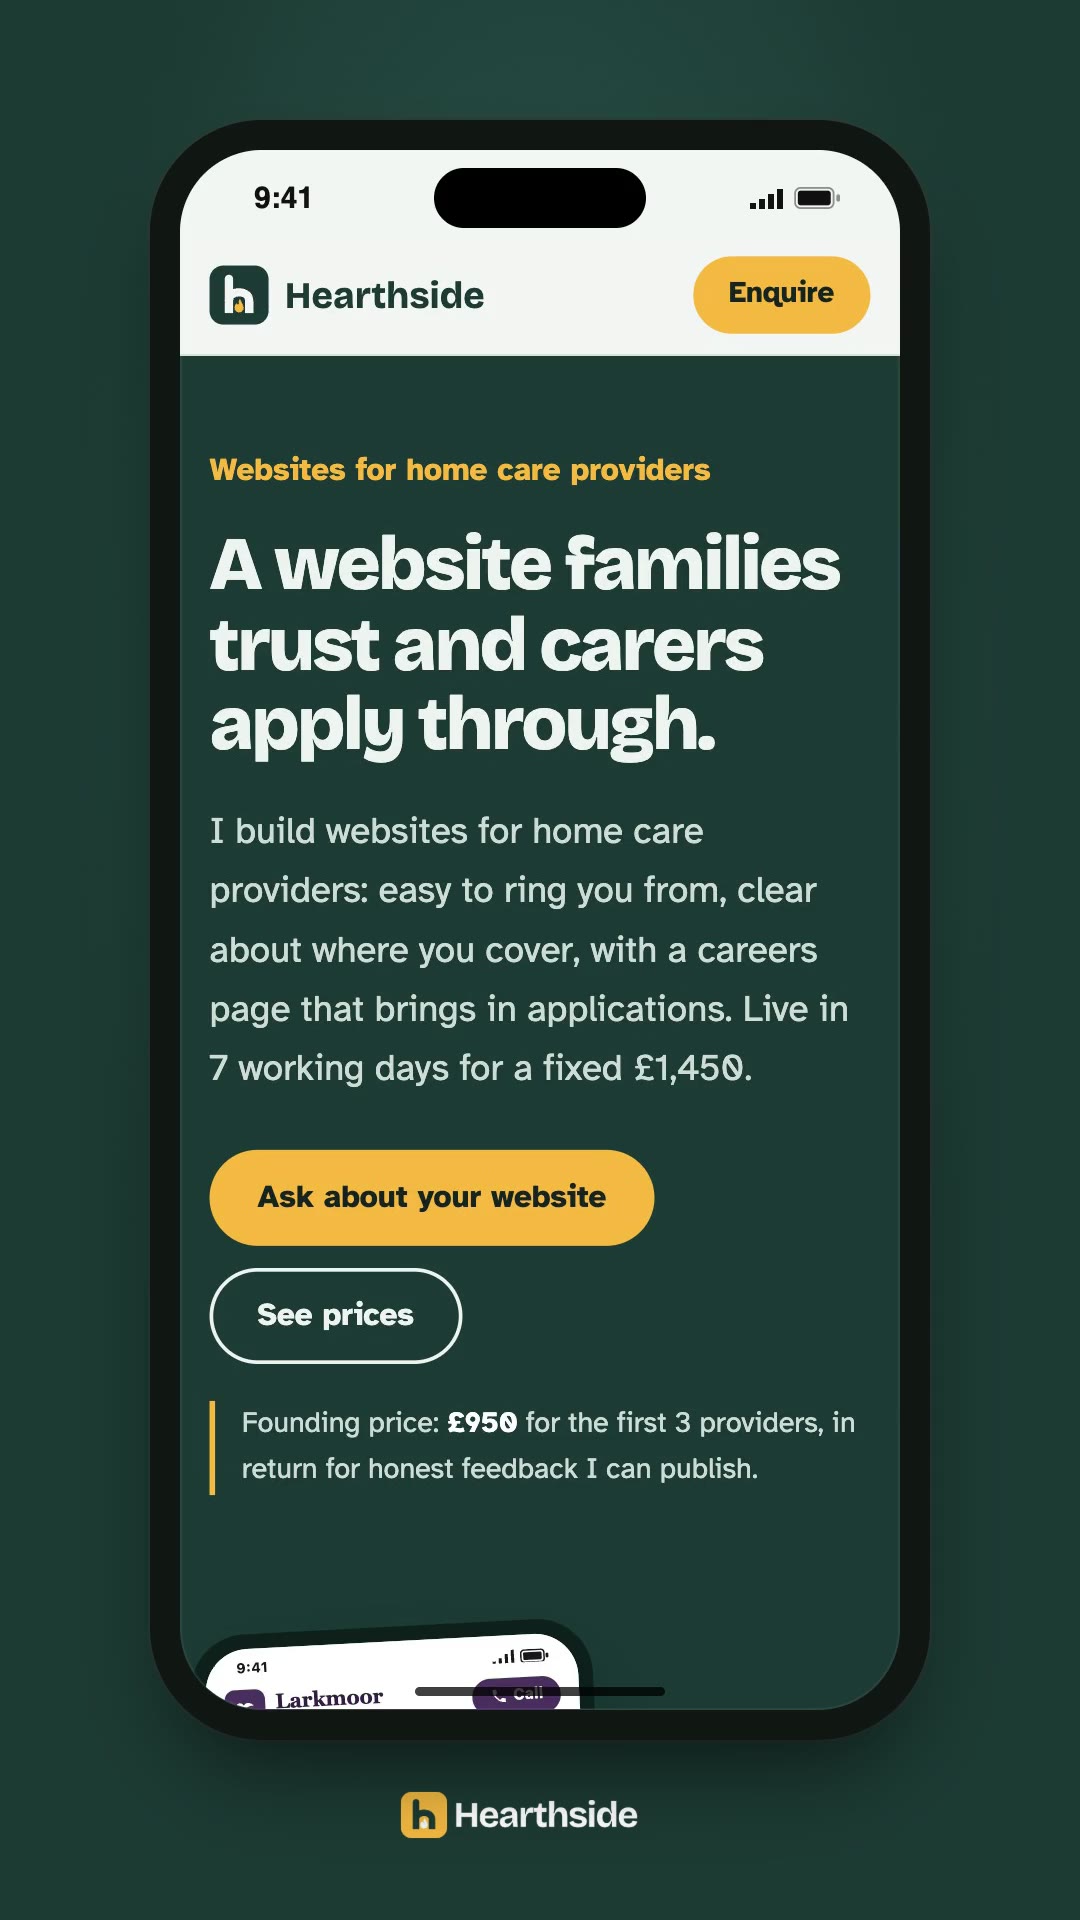 9:41
Hearthside
Enquire
Websites for home care providers
A website families
trust and carers
apply through.
I build websites for home care
providers: easy to ring you from, clear
about where you cover, with a careers
page that brings in applications. Live in
7 working days for a fixed £1,450.
Ask about your website
See prices
Founding price: £950 for the first 3 providers, in
return for honest feedback I can publish.
9:41
Larkmoor
Call
Hearthside